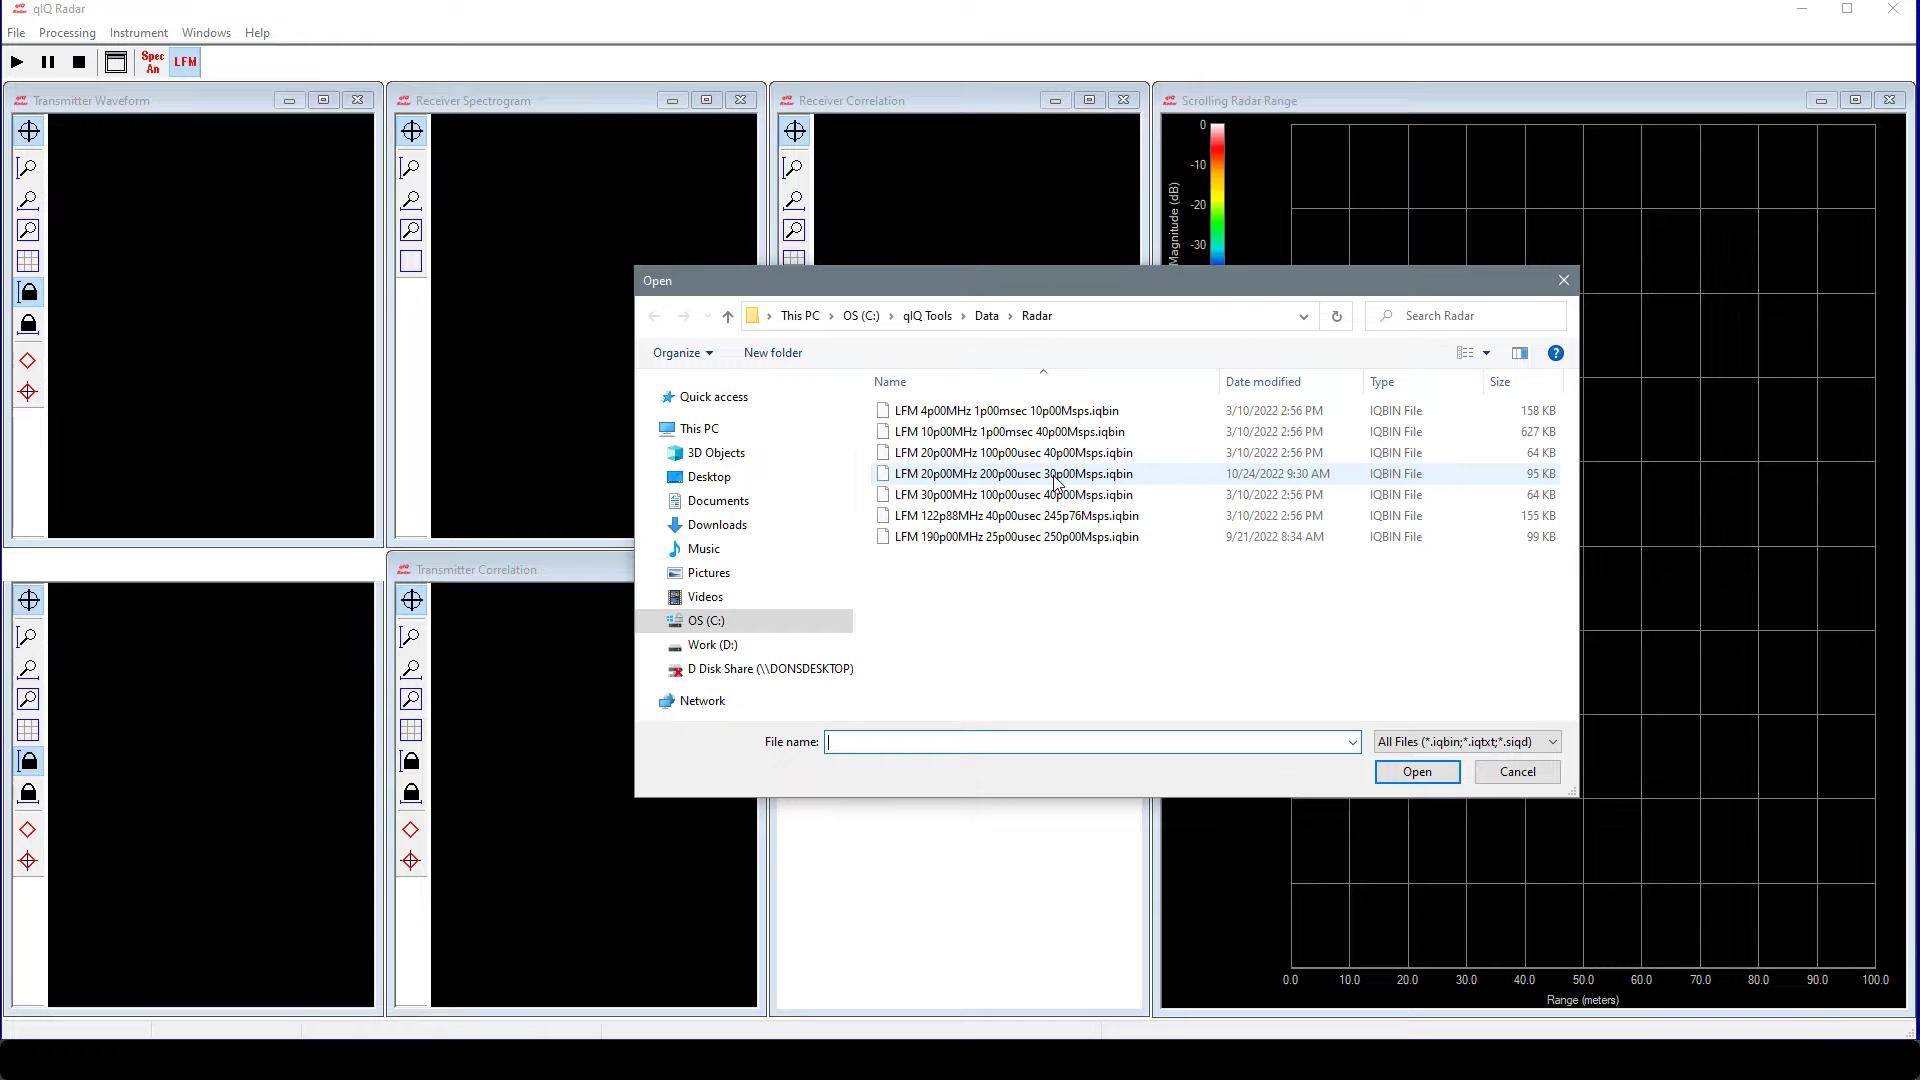 qIQ Radar
File Processing Instrument Windows Help
Spec An LFM
Transmitter Waveform
Receiver Spectrogram
Receiver Correlation
Scrolling Radar Range
0
-10
-20
-30
Magnitude (dB)
Open
This PC › OS (C:) › qIQ Tools › Data › Radar
Search Radar
Organize New folder
Name Date modified Type Size
LFM 4p00MHz 1p00msec 10p00Msps.iqbin 3/10/2022 2:56 PM IQBIN File 158 KB
LFM 10p00MHz 1p00msec 40p00Msps.iqbin 3/10/2022 2:56 PM IQBIN File 627 KB
LFM 20p00MHz 100p00usec 40p00Msps.iqbin 3/10/2022 2:56 PM IQBIN File 64 KB
LFM 20p00MHz 200p00usec 30p00Msps.iqbin 10/24/2022 9:30 AM IQBIN File 95 KB
LFM 30p00MHz 100p00usec 40p00Msps.iqbin 3/10/2022 2:56 PM IQBIN File 64 KB
LFM 122p88MHz 40p00usec 245p76Msps.iqbin 3/10/2022 2:56 PM IQBIN File 155 KB
LFM 190p00MHz 25p00usec 250p00Msps.iqbin 9/21/2022 8:34 AM IQBIN File 99 KB
Quick access
This PC
3D Objects
Desktop
Documents
Downloads
Music
Pictures
Videos
OS (C:)
Work (D:)
D Disk Share (\\DONSDESKTOP)
Network
File name:
All Files (*.iqbin;*.iqtxt;*.siqd)
Open Cancel
Transmitter Correlation
0.0 10.0 20.0 30.0 40.0 50.0 60.0 70.0 80.0 90.0 100.0
Range (meters)